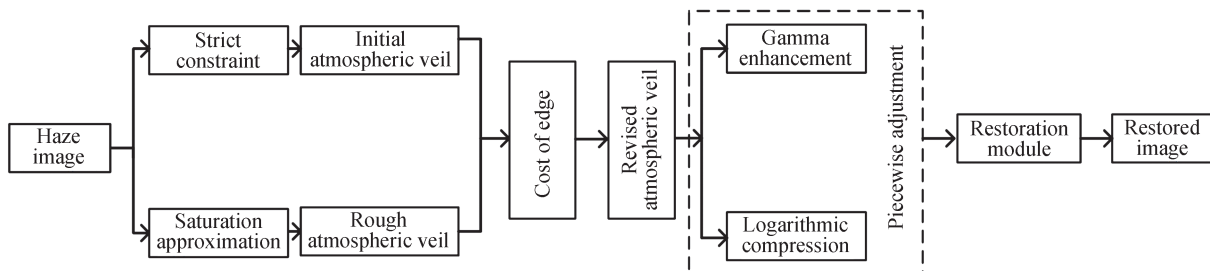 Haze
image
Strict
constraint
Initial
atmospheric veil
Saturation
approximation
Rough
atmospheric veil
Cost of edge
Revised
atmospheric veil
Gamma
enhancement
Logarithmic
compression
Piecewise adjustment
Restoration
module
Restored
image